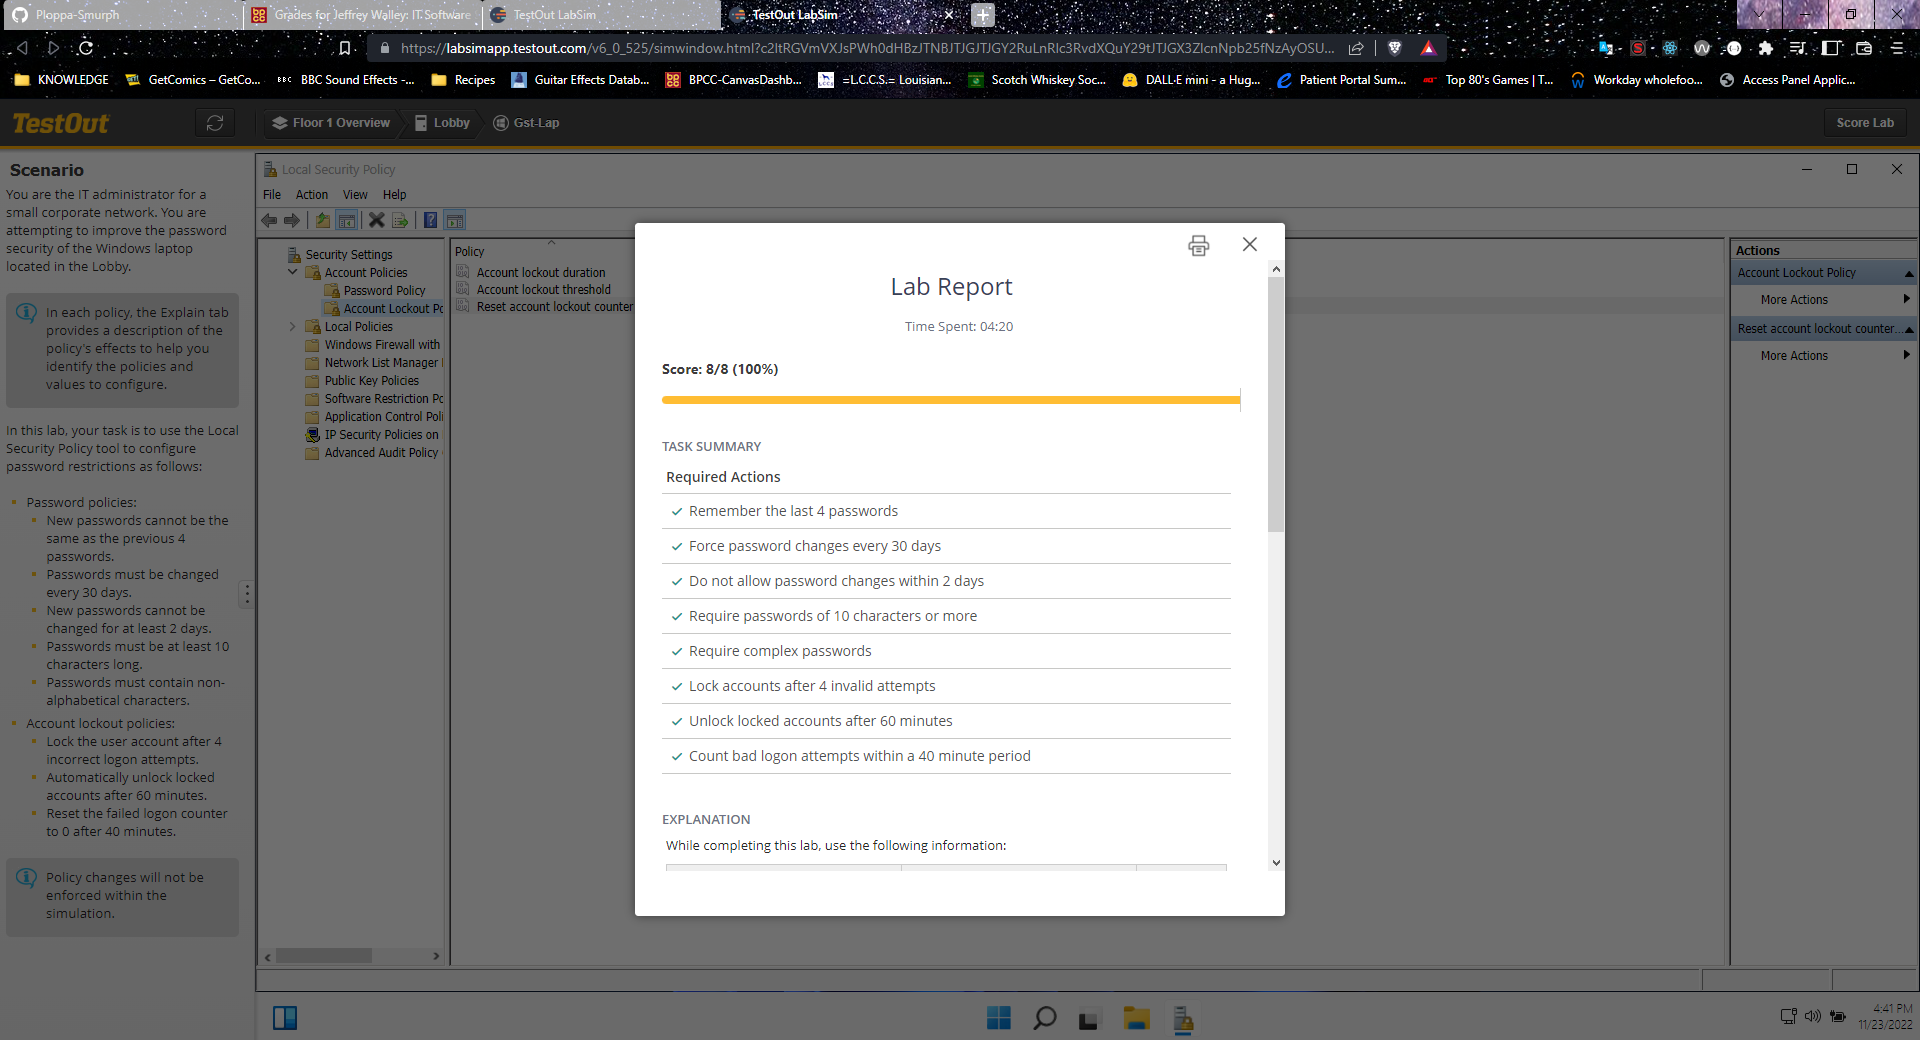 Ploppa-Smurph
Grades for Jeffrey Walley: IT Software
TestOut LabSim
TestOut LabSim
https://labsimapp.testout.com/v6_0_525/simwindow.html?
KNOWLEDGE
GetComics – GetCo...
BBC
BBC Sound Effects -...
Recipes
Guitar Effects Datab...
BPCC-CanvasDashb...
=L.C.C.S.= Louisian...
Scotch Whiskey Soc...
DALL·E mini - a Hug...
Patient Portal Sum...
Top 80's Games | T...
Workday wholefoo...
Access Panel Applic...
TestOut
Floor 1 Overview
Lobby
Gst-Lap
Score Lab
Scenario
You are the IT administrator for a
small corporate network. You are
attempting to improve the password
security of the Windows laptop
located in the Lobby.
In each policy, the Explain tab
provides a description of the
policy's effects to help you
identify the policies and
values to configure.
In this lab, your task is to use the Local
Security Policy tool to configure
password restrictions as follows:
Password policies:
New passwords cannot be the
same as the previous 4
passwords.
Passwords must be changed
every 30 days.
New passwords cannot be
changed for at least 2 days.
Passwords must be at least 10
characters long.
Passwords must contain non-
alphabetical characters.
Account lockout policies:
Lock the user account after 4
incorrect logon attempts.
Automatically unlock locked
accounts after 60 minutes.
Reset the failed logon counter
to 0 after 40 minutes.
Policy changes will not be
enforced within the
simulation.
Local Security Policy
File Action View Help
Security Settings
Account Policies
Password Policy
Account Lockout Po
Local Policies
Windows Firewall with
Network List Manager
Public Key Policies
Software Restriction Po
Application Control Poli
IP Security Policies on
Advanced Audit Policy
Policy
Account lockout duration
Account lockout threshold
Reset account lockout counter
Lab Report
Time Spent: 04:20
Score: 8/8 (100%)
TASK SUMMARY
Required Actions
Remember the last 4 passwords
Force password changes every 30 days
Do not allow password changes within 2 days
Require passwords of 10 characters or more
Require complex passwords
Lock accounts after 4 invalid attempts
Unlock locked accounts after 60 minutes
Count bad logon attempts within a 40 minute period
EXPLANATION
While completing this lab, use the following information:
Actions
Account Lockout Policy
More Actions
Reset account lockout counter...
More Actions
4:41 PM
11/23/2022